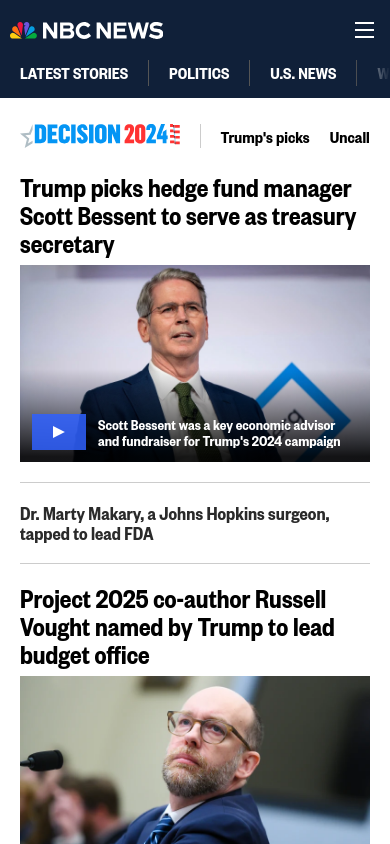 NBC NEWS
LATEST STORIES
POLITICS
U.S. NEWS
W
DECISION 2024
Trump's picks
Uncall
Trump picks hedge fund manager
Scott Bessent to serve as treasury
secretary
Scott Bessent was a key economic advisor
and fundraiser for Trump's 2024 campaign
Dr. Marty Makary, a Johns Hopkins surgeon,
tapped to lead FDA
Project 2025 co-author Russell
Vought named by Trump to lead
budget office